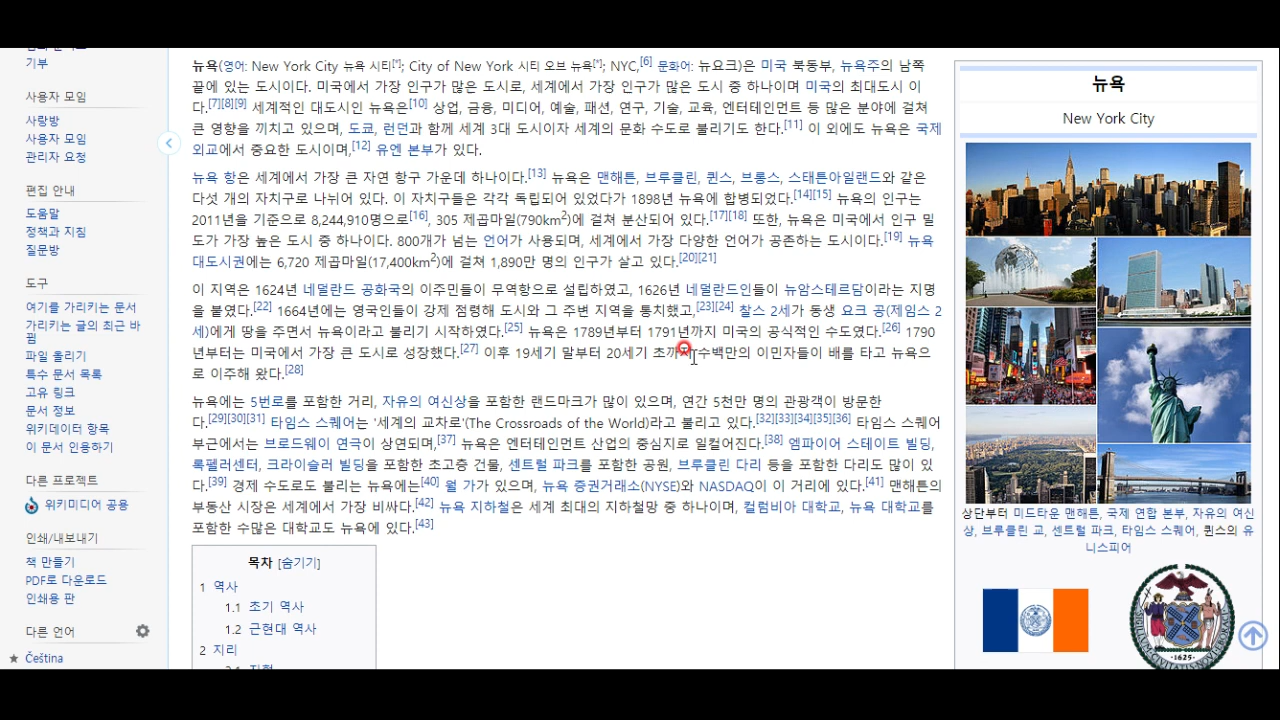 기부
사용자 모임
사랑방
사용자 모임
관리자 요청
편집 안내
도움말
정책과 지침
질문방
도구
여기를 가리키는 문서
가리키는 글의 최근 바
뀜
파일 올리기
특수 문서 목록
고유 링크
문서 정보
위키데이터 항목
이 문서 인용하기
다른 프로젝트
위키미디어 공용
인쇄/내보내기
책 만들기
PDF로 다운로드
인쇄용 판
다른 언어
Čeština
뉴욕(영어: New York City 뉴욕 시티[*]; City of New York 시티 오브 뉴욕[*]; NYC,[6] 문화어: 뉴요크)은 미국 북동부, 뉴욕주의 남쪽
끝에 있는 도시이다. 미국에서 가장 인구가 많은 도시로, 세계에서 가장 인구가 많은 도시 중 하나이며 미국의 최대도시 이
다.[7][8][9] 세계적인 대도시인 뉴욕은[10] 상업, 금융, 미디어, 예술, 패션, 연구, 기술, 교육, 엔터테인먼트 등 많은 분야에 걸쳐
큰 영향을 끼치고 있으며, 도쿄, 런던과 함께 세계 3대 도시이자 세계의 문화 수도로 불리기도 한다.[11] 이 외에도 뉴욕은 국제
외교에서 중요한 도시이며,[12] 유엔 본부가 있다.
뉴욕 항은 세계에서 가장 큰 자연 항구 가운데 하나이다.[13] 뉴욕은 맨해튼, 브루클린, 퀸스, 브롱스, 스태튼아일랜드와 같은
다섯 개의 자치구로 나뉘어 있다. 이 자치구들은 각각 독립되어 있었다가 1898년 뉴욕에 합병되었다.[14][15] 뉴욕의 인구는
2011년을 기준으로 8,244,910명으로[16], 305 제곱마일(790km2)에 걸쳐 분산되어 있다.[17][18] 또한, 뉴욕은 미국에서 인구 밀
도가 가장 높은 도시 중 하나이다. 800개가 넘는 언어가 사용되며, 세계에서 가장 다양한 언어가 공존하는 도시이다.[19] 뉴욕
대도시권에는 6,720 제곱마일(17,400km2)에 걸쳐 1,890만 명의 인구가 살고 있다.[20][21]
이 지역은 1624년 네덜란드 공화국의 이주민들이 무역항으로 설립하였고, 1626년 네덜란드인들이 뉴암스테르담이라는 지명
을 붙였다.[22] 1664년에는 영국인들이 강제 점령해 도시와 그 주변 지역을 통치했고,[23][24] 찰스 2세가 동생 요크 공(제임스 2
세)에게 땅을 주면서 뉴욕이라고 불리기 시작하였다.[25] 뉴욕은 1789년부터 1791년까지 미국의 공식적인 수도였다.[26] 1790
년부터는 미국에서 가장 큰 도시로 성장했다.[27] 이후 19세기 말부터 20세기 초까지 수백만의 이민자들이 배를 타고 뉴욕으
로 이주해 왔다.[28]
뉴욕에는 5번로를 포함한 거리, 자유의 여신상을 포함한 랜드마크가 많이 있으며, 연간 5천만 명의 관광객이 방문한
다.[29][30][31] 타임스 스퀘어는 '세계의 교차로'(The Crossroads of the World)라고 불리고 있다.[32][33][34][35][36] 타임스 스퀘어
부근에서는 브로드웨이 연극이 상연되며,[37] 뉴욕은 엔터테인먼트 산업의 중심지로 일컬어진다.[38] 엠파이어 스테이트 빌딩,
록펠러센터, 크라이슬러 빌딩을 포함한 초고층 건물, 센트럴 파크를 포함한 공원, 브루클린 다리 등을 포함한 다리도 많이 있
다.[39] 경제 수도로도 불리는 뉴욕에는[40] 월 가가 있으며, 뉴욕 증권거래소(NYSE)와 NASDAQ이 이 거리에 있다.[41] 맨해튼의
부동산 시장은 세계에서 가장 비싸다.[42] 뉴욕 지하철은 세계 최대의 지하철망 중 하나이며, 컬럼비아 대학교, 뉴욕 대학교를
포함한 수많은 대학교도 뉴욕에 있다.[43]
목차 [숨기기]
1 역사
1.1 초기 역사
1.2 근현대 역사
2 지리
뉴욕
New York City
상단부터 미드타운 맨해튼, 국제 연합 본부, 자유의 여신
상, 브루클린 교, 센트럴 파크, 타임스 스퀘어, 퀸스의 유
니스피어
·1625·